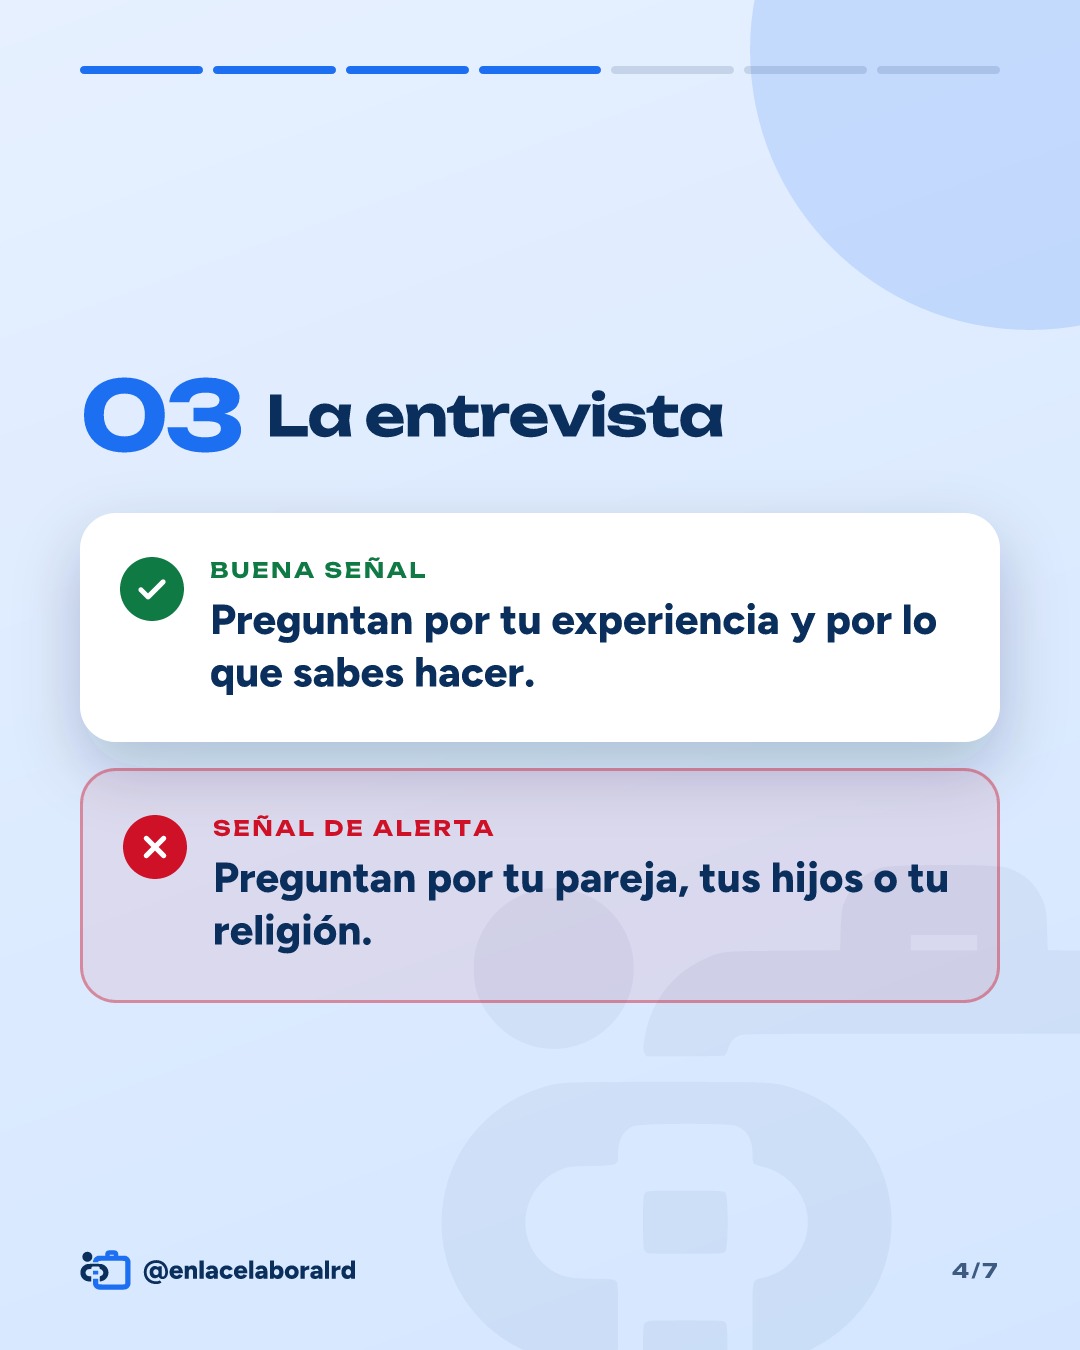 03 La entrevista
BUENA SEÑAL
Preguntan por tu experiencia y por lo
que sabes hacer.
SEÑAL DE ALERTA
Preguntan por tu pareja, tus hijos o tu
religión.
@enlacelaboralrd
4/7